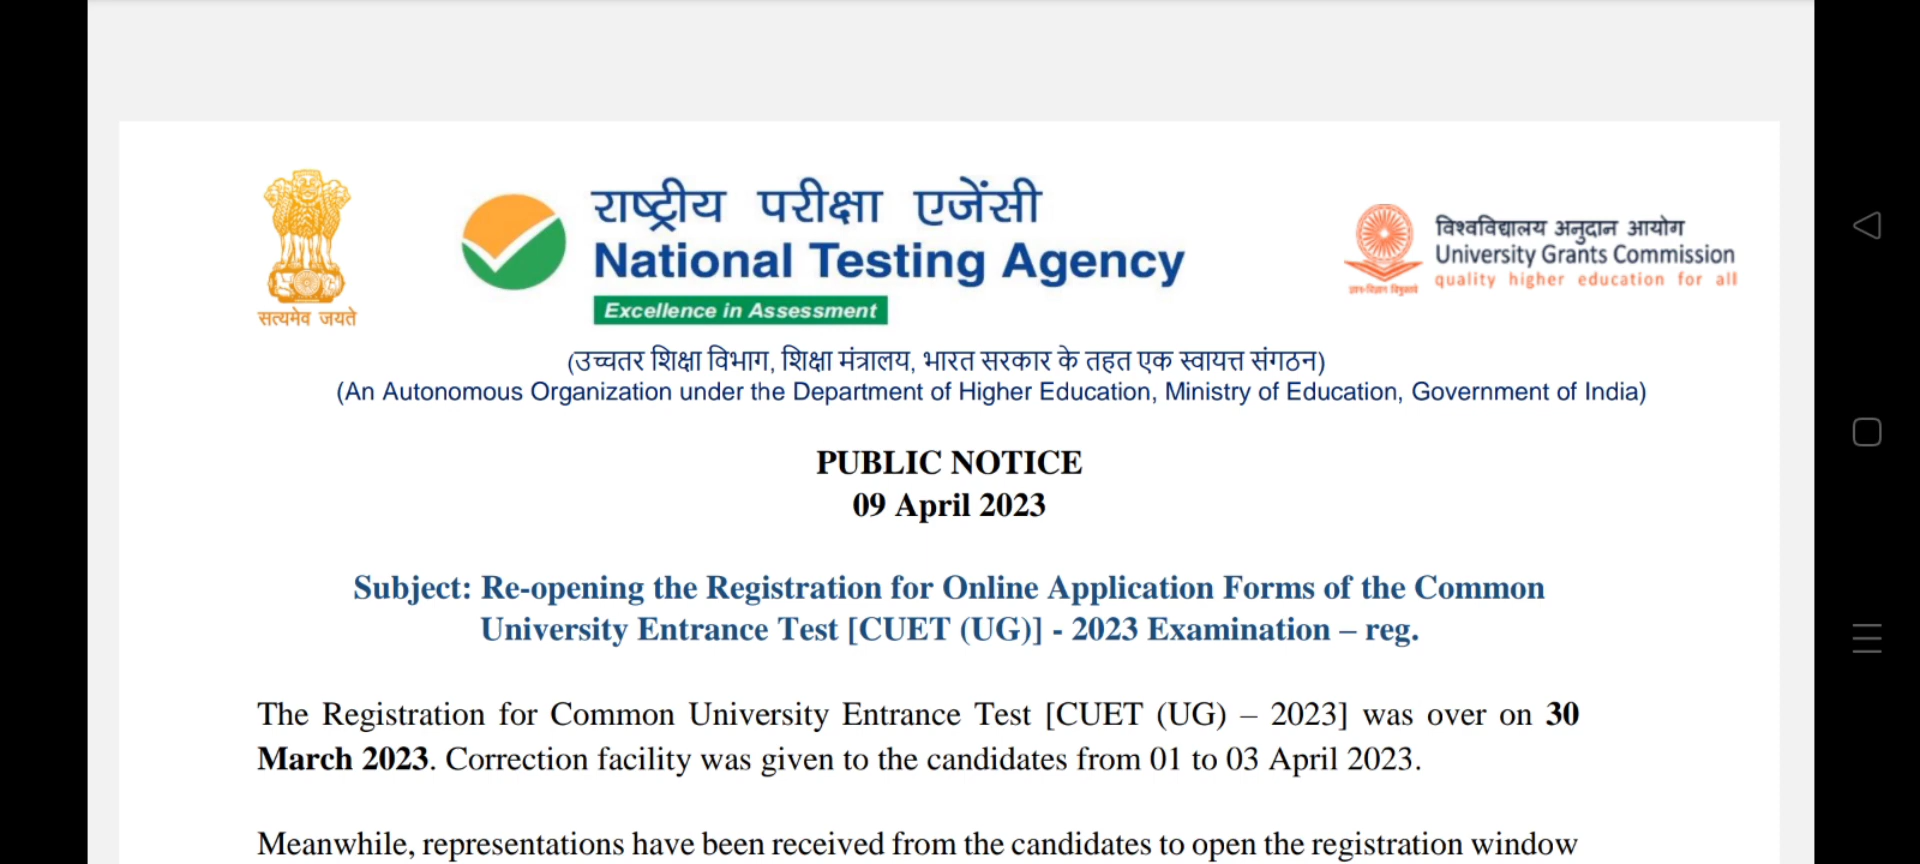 सत्यमेव जयते
राष्ट्रीय परीक्षा एजेंसी
National Testing Agency
Excellence in Assessment
विश्वविद्यालय अनुदान आयोग
University Grants Commission
quality higher education for all
ज्ञान-विज्ञान विमुक्तये
(उच्चतर शिक्षा विभाग, शिक्षा मंत्रालय, भारत सरकार के तहत एक स्वायत्त संगठन)
(An Autonomous Organization under the Department of Higher Education, Ministry of Education, Government of India)
PUBLIC NOTICE
09 April 2023
Subject: Re-opening the Registration for Online Application Forms of the Common
University Entrance Test [CUET (UG)] - 2023 Examination – reg.
The Registration for Common University Entrance Test [CUET (UG) – 2023] was over on 30
March 2023. Correction facility was given to the candidates from 01 to 03 April 2023.
Meanwhile, representations have been received from the candidates to open the registration window